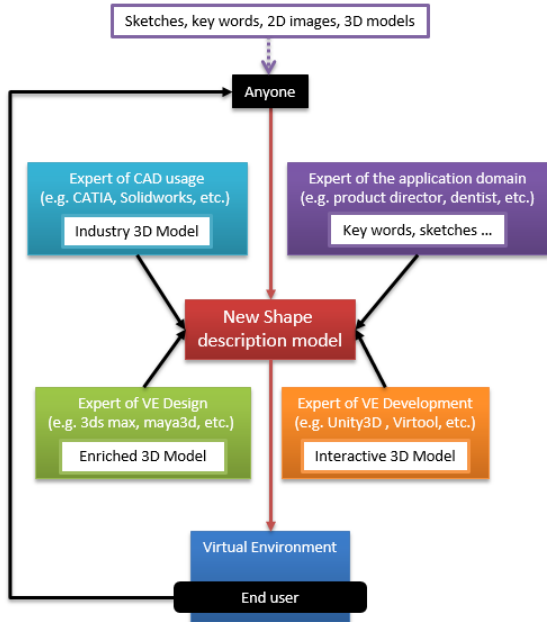 Sketches, key words, 2D images, 3D models
Anyone
Expert of CAD usage
(e.g. CATIA, Solidworks, etc.)
Industry 3D Model
Expert of the application domain
(e.g. product director, dentist, etc.)
Key words, sketches ...
New Shape
description model
Expert of VE Design
(e.g. 3ds max, maya3d, etc.)
Enriched 3D Model
Expert of VE Development
(e.g. Unity3D , Virtool, etc.)
Interactive 3D Model
Virtual Environment
End user